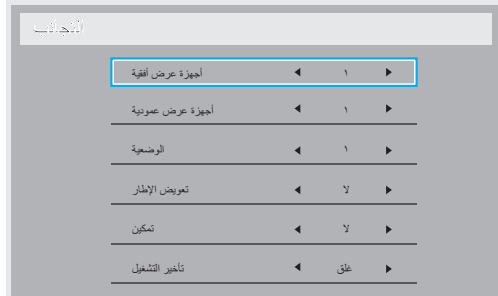 التجانب
أجهزة عرض أفقية ١
أجهزة عرض عمودية ١
الوضعية ١
تعويض الإطار لا
تمكين لا
تأخير التشغيل غلق